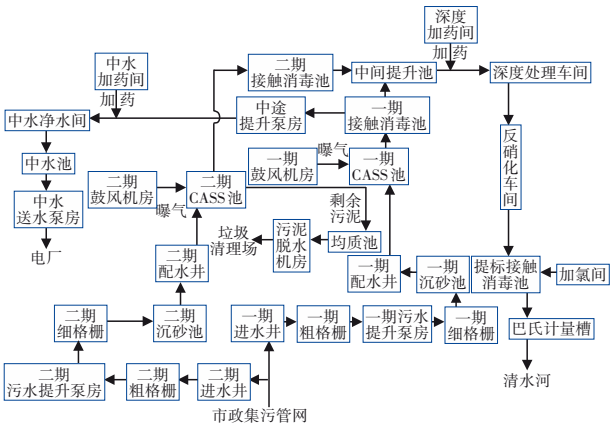 深度
加药间
加药
中水
加药间
加药
二期
接触消毒池
中间提升池
深度处理车间
中水净水间
中途
提升泵房
一期
接触消毒池
中水池
二期
鼓风机房
曝气
二期
CASS池
一期
鼓风机房
曝气
一期
CASS池
反硝化车间
中水
送水泵房
电厂
剩余
污泥
垃圾
清理场
污泥
脱水
机房
均质池
二期
配水井
一期
配水井
一期
沉砂池
提标接触
消毒池
加氯间
二期
细格栅
二期
沉砂池
一期
进水井
一期
粗格栅
一期污水
提升泵房
一期
细格栅
巴氏计量槽
二期
污水提升泵房
二期
粗格栅
二期
进水井
清水河
市政集污管网